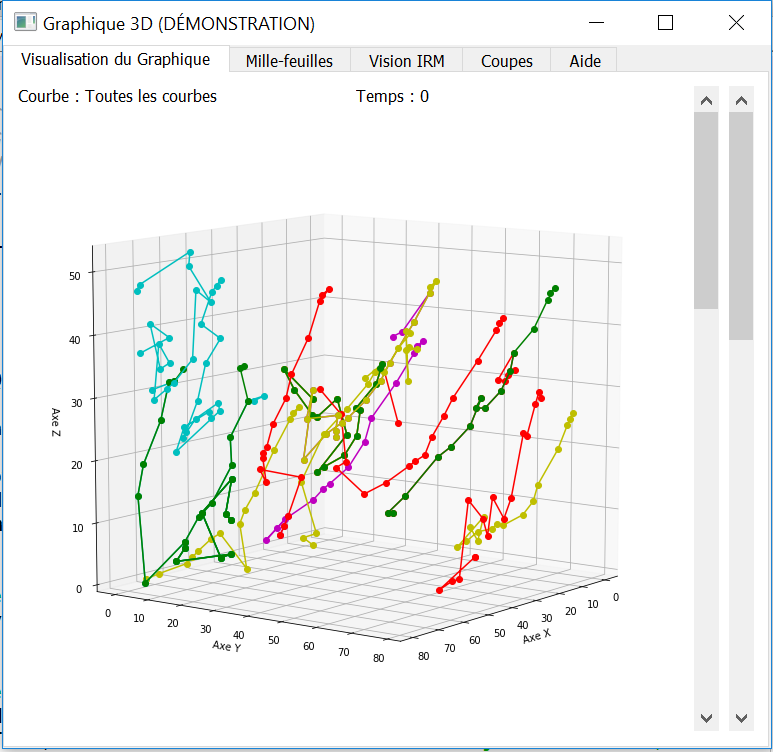 Graphique 3D (DÉMONSTRATION)
Visualisation du Graphique Mille-feuilles Vision IRM Coupes Aide
Courbe : Toutes les courbes Temps : 0
50
40
30
20
10
0
Axe Z
0 10 20 30 40 50 60 70 80
Axe Y
80 70 60 50 40 30 20 10 0
Axe X